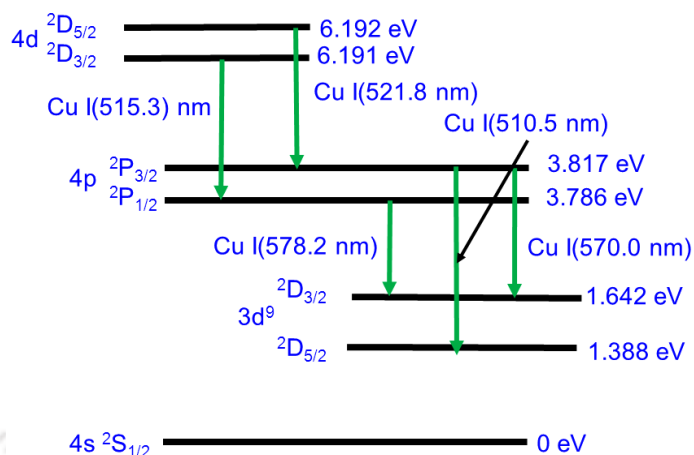 4d ²D₅/₂ 6.192 eV
²D₃/₂ 6.191 eV
Cu I(515.3) nm
Cu I(521.8 nm)
Cu I(510.5 nm)
4p ²P₃/₂ 3.817 eV
²P₁/₂ 3.786 eV
Cu I(578.2 nm)
Cu I(570.0 nm)
3d⁹ ²D₃/₂ 1.642 eV
²D₅/₂ 1.388 eV
4s ²S₁/₂ 0 eV